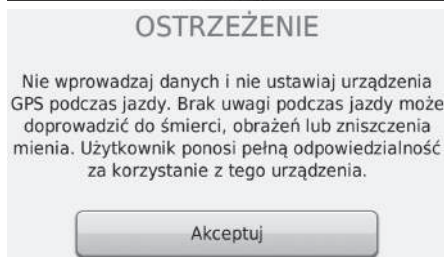 OSTRZEŻENIE
Nie wprowadzaj danych i nie ustawiaj urządzenia
GPS podczas jazdy. Brak uwagi podczas jazdy może
doprowadzić do śmierci, obrażeń lub zniszczenia
mienia. Użytkownik ponosi pełną odpowiedzialność
za korzystanie z tego urządzenia.
Akceptuj